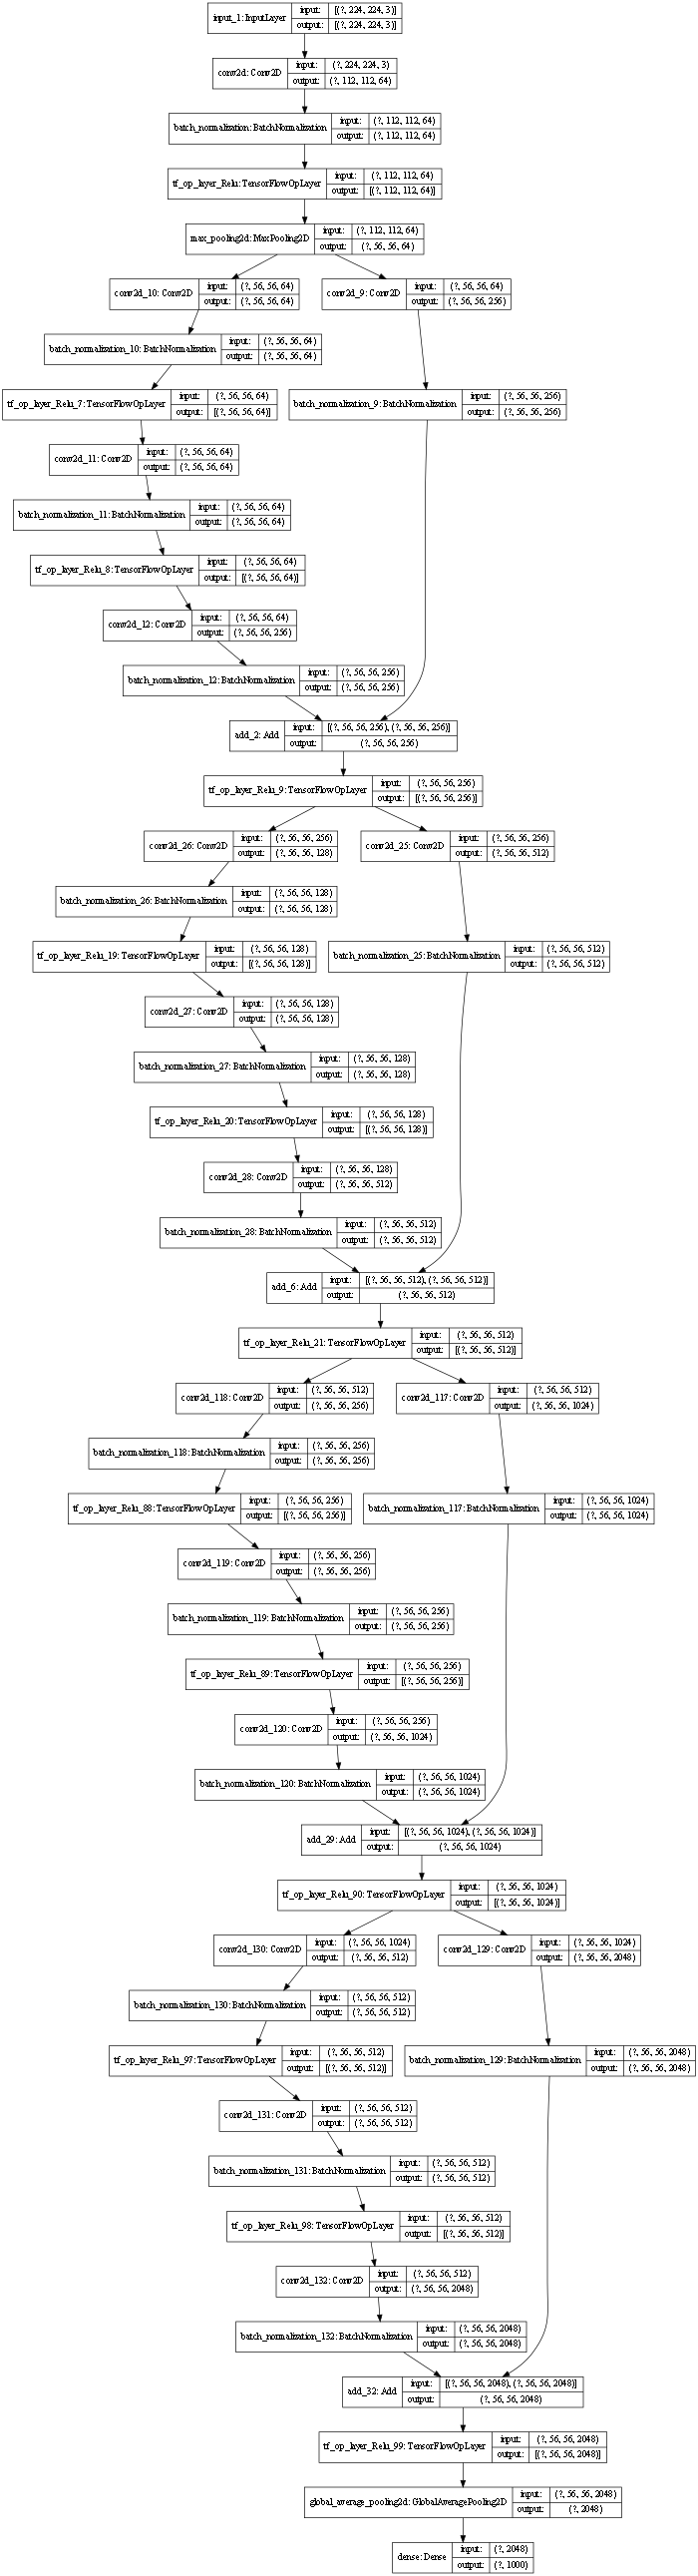 input_1: InputLayer
input: [(?, 224, 224, 3)]
output: [(?, 224, 224, 3)]
conv2d: Conv2D
input: (?, 224, 224, 3)
output: (?, 112, 112, 64)
batch_normalization: BatchNormalization
input: (?, 112, 112, 64)
output: (?, 112, 112, 64)
tf_op_layer_Relu: TensorFlowOpLayer
input: (?, 112, 112, 64)
output: [(?, 112, 112, 64)]
max_pooling2d: MaxPooling2D
input: (?, 112, 112, 64)
output: (?, 56, 56, 64)
conv2d_10: Conv2D
input: (?, 56, 56, 64)
output: (?, 56, 56, 64)
conv2d_9: Conv2D
input: (?, 56, 56, 64)
output: (?, 56, 56, 256)
batch_normalization_10: BatchNormalization
input: (?, 56, 56, 64)
output: (?, 56, 56, 64)
tf_op_layer_Relu_7: TensorFlowOpLayer
input: (?, 56, 56, 64)
output: [(?, 56, 56, 64)]
batch_normalization_9: BatchNormalization
input: (?, 56, 56, 256)
output: (?, 56, 56, 256)
conv2d_11: Conv2D
input: (?, 56, 56, 64)
output: (?, 56, 56, 64)
batch_normalization_11: BatchNormalization
input: (?, 56, 56, 64)
output: (?, 56, 56, 64)
tf_op_layer_Relu_8: TensorFlowOpLayer
input: (?, 56, 56, 64)
output: [(?, 56, 56, 64)]
conv2d_12: Conv2D
input: (?, 56, 56, 64)
output: (?, 56, 56, 256)
batch_normalization_12: BatchNormalization
input: (?, 56, 56, 256)
output: (?, 56, 56, 256)
add_2: Add
input: [(?, 56, 56, 256), (?, 56, 56, 256)]
output: (?, 56, 56, 256)
tf_op_layer_Relu_9: TensorFlowOpLayer
input: (?, 56, 56, 256)
output: [(?, 56, 56, 256)]
conv2d_26: Conv2D
input: (?, 56, 56, 256)
output: (?, 56, 56, 128)
conv2d_25: Conv2D
input: (?, 56, 56, 256)
output: (?, 56, 56, 512)
batch_normalization_26: BatchNormalization
input: (?, 56, 56, 128)
output: (?, 56, 56, 128)
tf_op_layer_Relu_19: TensorFlowOpLayer
input: (?, 56, 56, 128)
output: [(?, 56, 56, 128)]
batch_normalization_25: BatchNormalization
input: (?, 56, 56, 512)
output: (?, 56, 56, 512)
conv2d_27: Conv2D
input: (?, 56, 56, 128)
output: (?, 56, 56, 128)
batch_normalization_27: BatchNormalization
input: (?, 56, 56, 128)
output: (?, 56, 56, 128)
tf_op_layer_Relu_20: TensorFlowOpLayer
input: (?, 56, 56, 128)
output: [(?, 56, 56, 128)]
conv2d_28: Conv2D
input: (?, 56, 56, 128)
output: (?, 56, 56, 512)
batch_normalization_28: BatchNormalization
input: (?, 56, 56, 512)
output: (?, 56, 56, 512)
add_6: Add
input: [(?, 56, 56, 512), (?, 56, 56, 512)]
output: (?, 56, 56, 512)
tf_op_layer_Relu_21: TensorFlowOpLayer
input: (?, 56, 56, 512)
output: [(?, 56, 56, 512)]
conv2d_118: Conv2D
input: (?, 56, 56, 512)
output: (?, 56, 56, 256)
conv2d_117: Conv2D
input: (?, 56, 56, 512)
output: (?, 56, 56, 1024)
batch_normalization_118: BatchNormalization
input: (?, 56, 56, 256)
output: (?, 56, 56, 256)
tf_op_layer_Relu_88: TensorFlowOpLayer
input: (?, 56, 56, 256)
output: [(?, 56, 56, 256)]
batch_normalization_117: BatchNormalization
input: (?, 56, 56, 1024)
output: (?, 56, 56, 1024)
conv2d_119: Conv2D
input: (?, 56, 56, 256)
output: (?, 56, 56, 256)
batch_normalization_119: BatchNormalization
input: (?, 56, 56, 256)
output: (?, 56, 56, 256)
tf_op_layer_Relu_89: TensorFlowOpLayer
input: (?, 56, 56, 256)
output: [(?, 56, 56, 256)]
conv2d_120: Conv2D
input: (?, 56, 56, 256)
output: (?, 56, 56, 1024)
batch_normalization_120: BatchNormalization
input: (?, 56, 56, 1024)
output: (?, 56, 56, 1024)
add_29: Add
input: [(?, 56, 56, 1024), (?, 56, 56, 1024)]
output: (?, 56, 56, 1024)
tf_op_layer_Relu_90: TensorFlowOpLayer
input: (?, 56, 56, 1024)
output: [(?, 56, 56, 1024)]
conv2d_130: Conv2D
input: (?, 56, 56, 1024)
output: (?, 56, 56, 512)
conv2d_129: Conv2D
input: (?, 56, 56, 1024)
output: (?, 56, 56, 2048)
batch_normalization_130: BatchNormalization
input: (?, 56, 56, 512)
output: (?, 56, 56, 512)
tf_op_layer_Relu_97: TensorFlowOpLayer
input: (?, 56, 56, 512)
output: [(?, 56, 56, 512)]
batch_normalization_129: BatchNormalization
input: (?, 56, 56, 2048)
output: (?, 56, 56, 2048)
conv2d_131: Conv2D
input: (?, 56, 56, 512)
output: (?, 56, 56, 512)
batch_normalization_131: BatchNormalization
input: (?, 56, 56, 512)
output: (?, 56, 56, 512)
tf_op_layer_Relu_98: TensorFlowOpLayer
input: (?, 56, 56, 512)
output: [(?, 56, 56, 512)]
conv2d_132: Conv2D
input: (?, 56, 56, 512)
output: (?, 56, 56, 2048)
batch_normalization_132: BatchNormalization
input: (?, 56, 56, 2048)
output: (?, 56, 56, 2048)
add_32: Add
input: [(?, 56, 56, 2048), (?, 56, 56, 2048)]
output: (?, 56, 56, 2048)
tf_op_layer_Relu_99: TensorFlowOpLayer
input: (?, 56, 56, 2048)
output: [(?, 56, 56, 2048)]
global_average_pooling2d: GlobalAveragePooling2D
input: (?, 56, 56, 2048)
output: (?, 2048)
dense: Dense
input: (?, 2048)
output: (?, 1000)